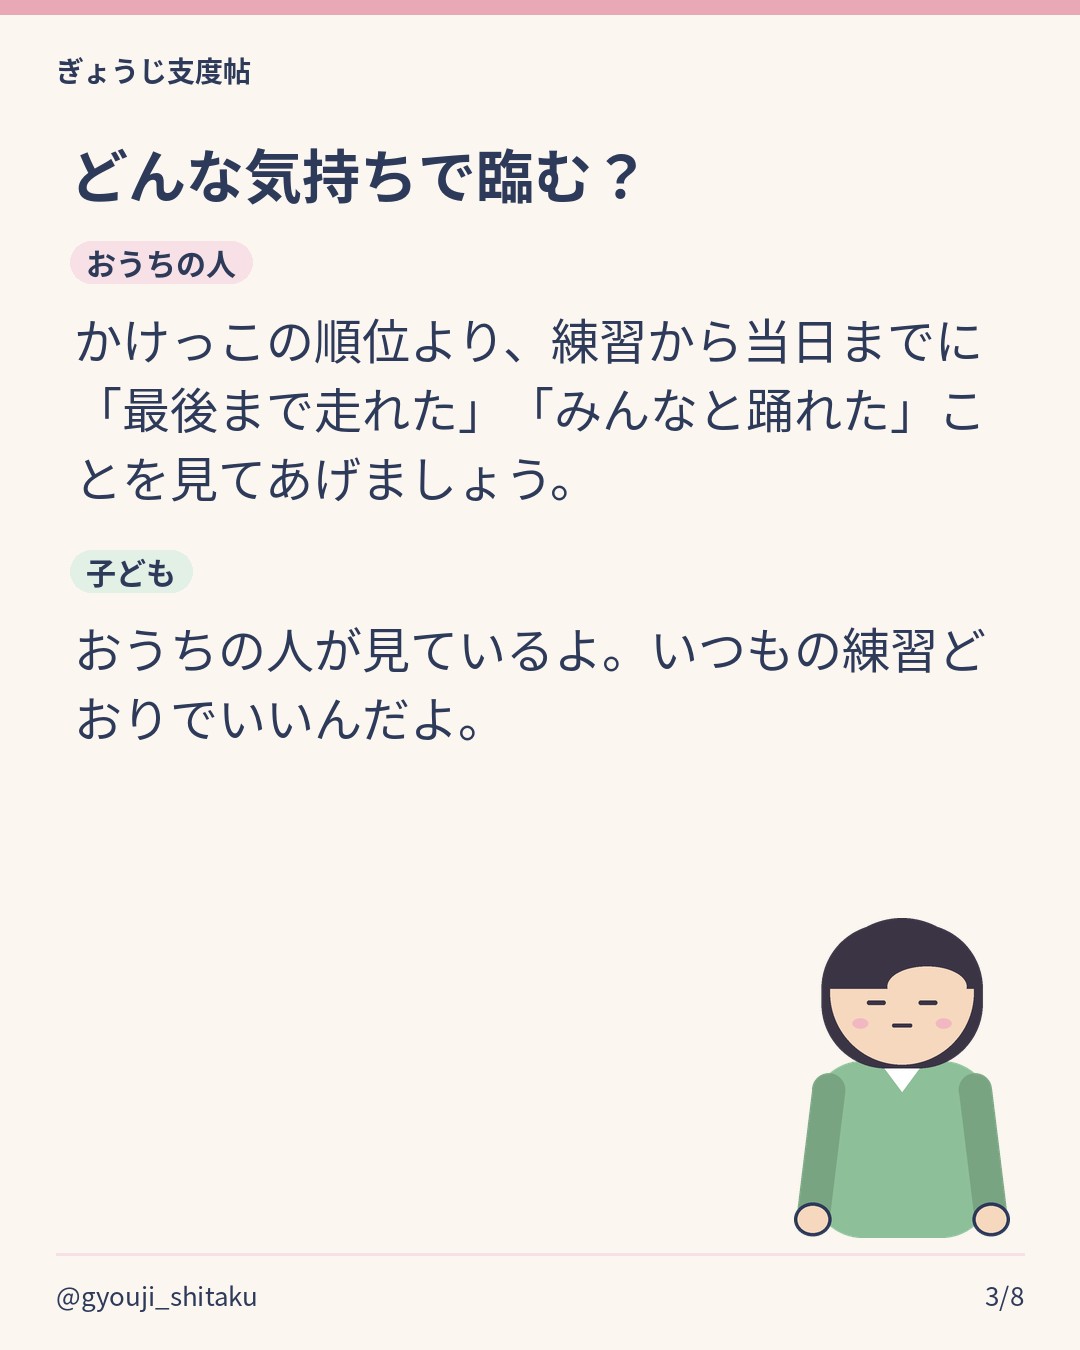 ぎょうじ支度帖
どんな気持ちで臨む？
おうちの人
かけっこの順位より、練習から当日までに
「最後まで走れた」「みんなと踊れた」こ
とを見てあげましょう。
子ども
おうちの人が見ているよ。いつもの練習ど
おりでいいんだよ。
@gyouji_shitaku
3/8